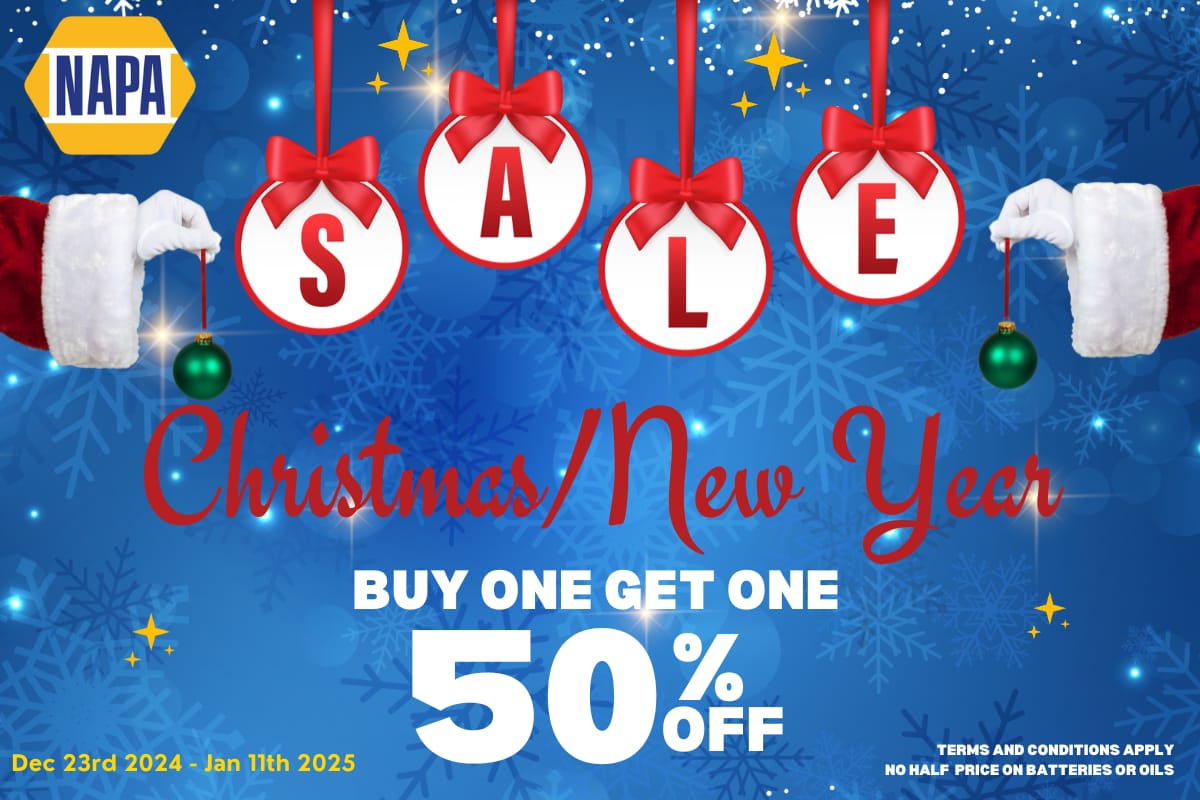 NAPA
SALE
Christmas/New Year
BUY ONE GET ONE
50% OFF
Dec 23rd 2024 - Jan 11th 2025
TERMS AND CONDITIONS APPLY
NO HALF PRICE ON BATTERIES OR OILS